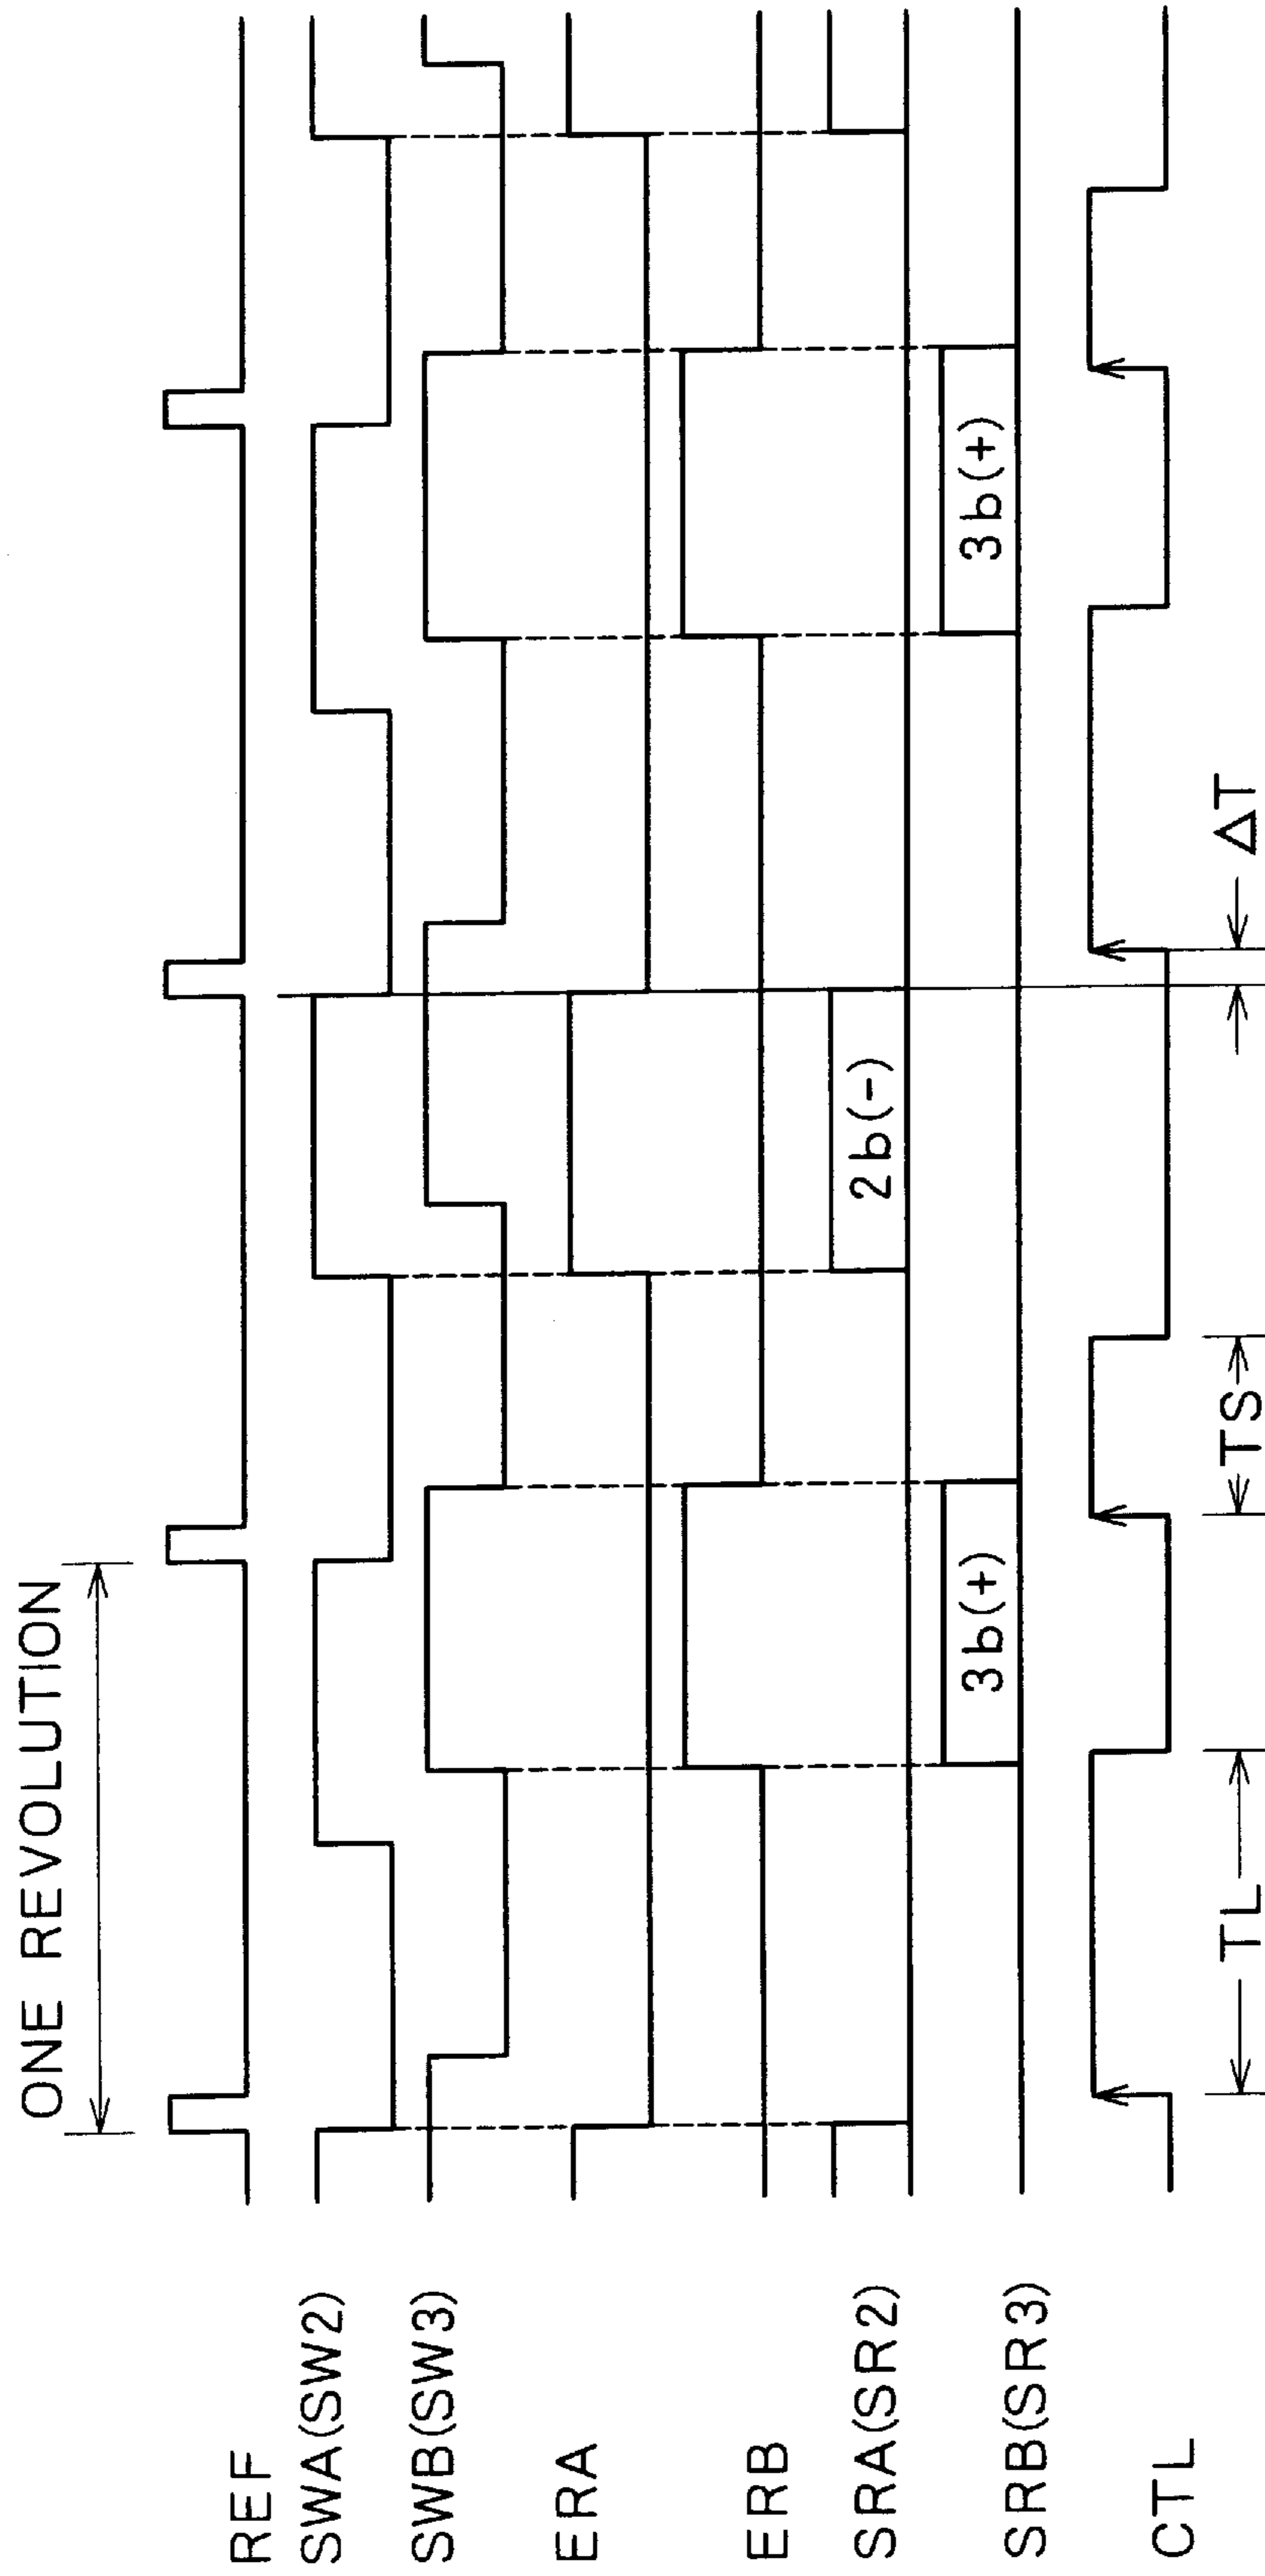 ONE REVOLUTION
REF
SWA(SW2)
SWB(SW3)
ERA
ERB
SRA(SR2)
2b(-)
SRB(SR3)
3b(+)
3b(+)
CTL
TL
TS
ΔT